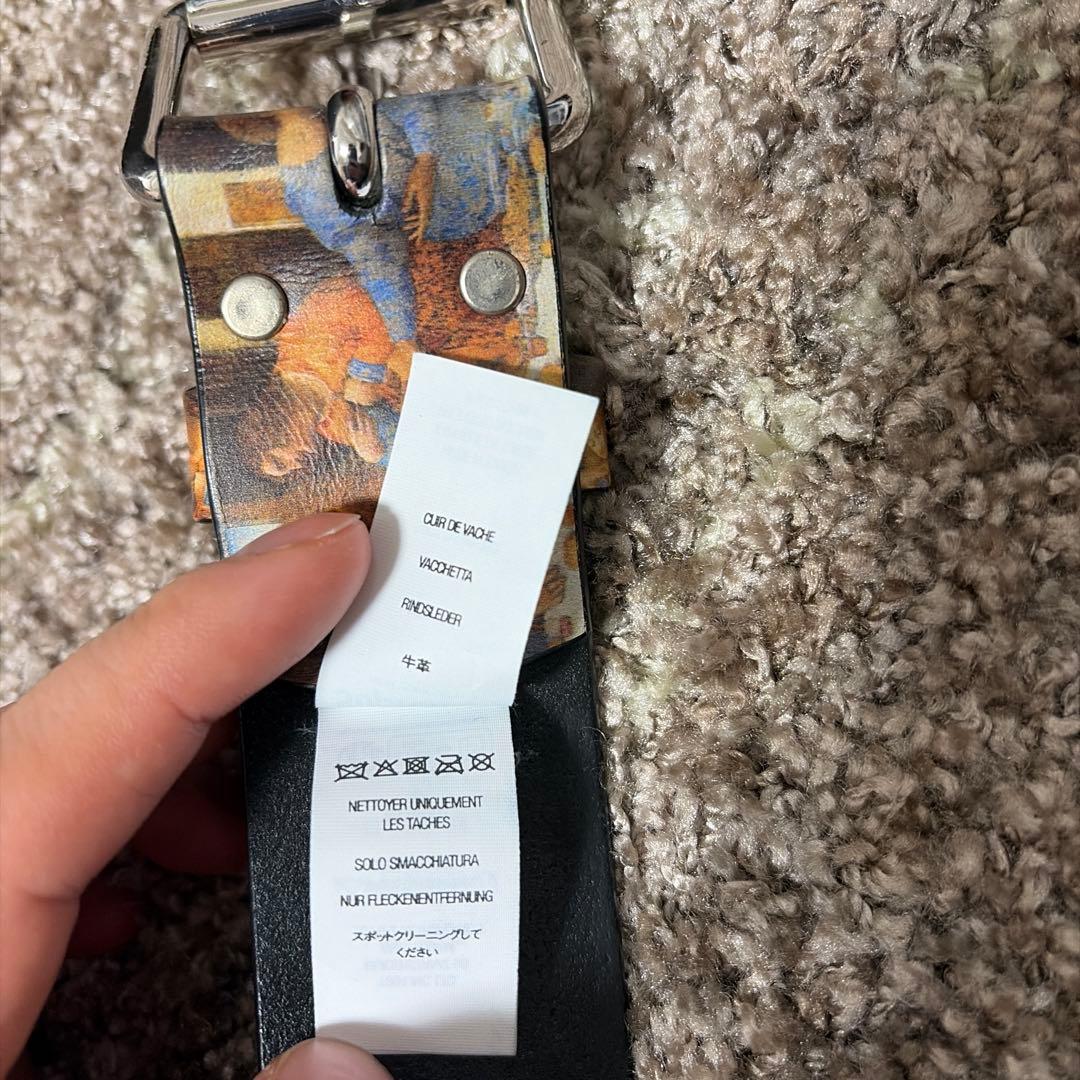 CUIR DE VACHE
VACCHETTA
RINDSLEDER
牛革
NETTOYER UNIQUEMENT
LES TACHES
SOLO SMACCHIATURA
NUR FLECKENENTFERNUNG
スポットクリーニングして
ください